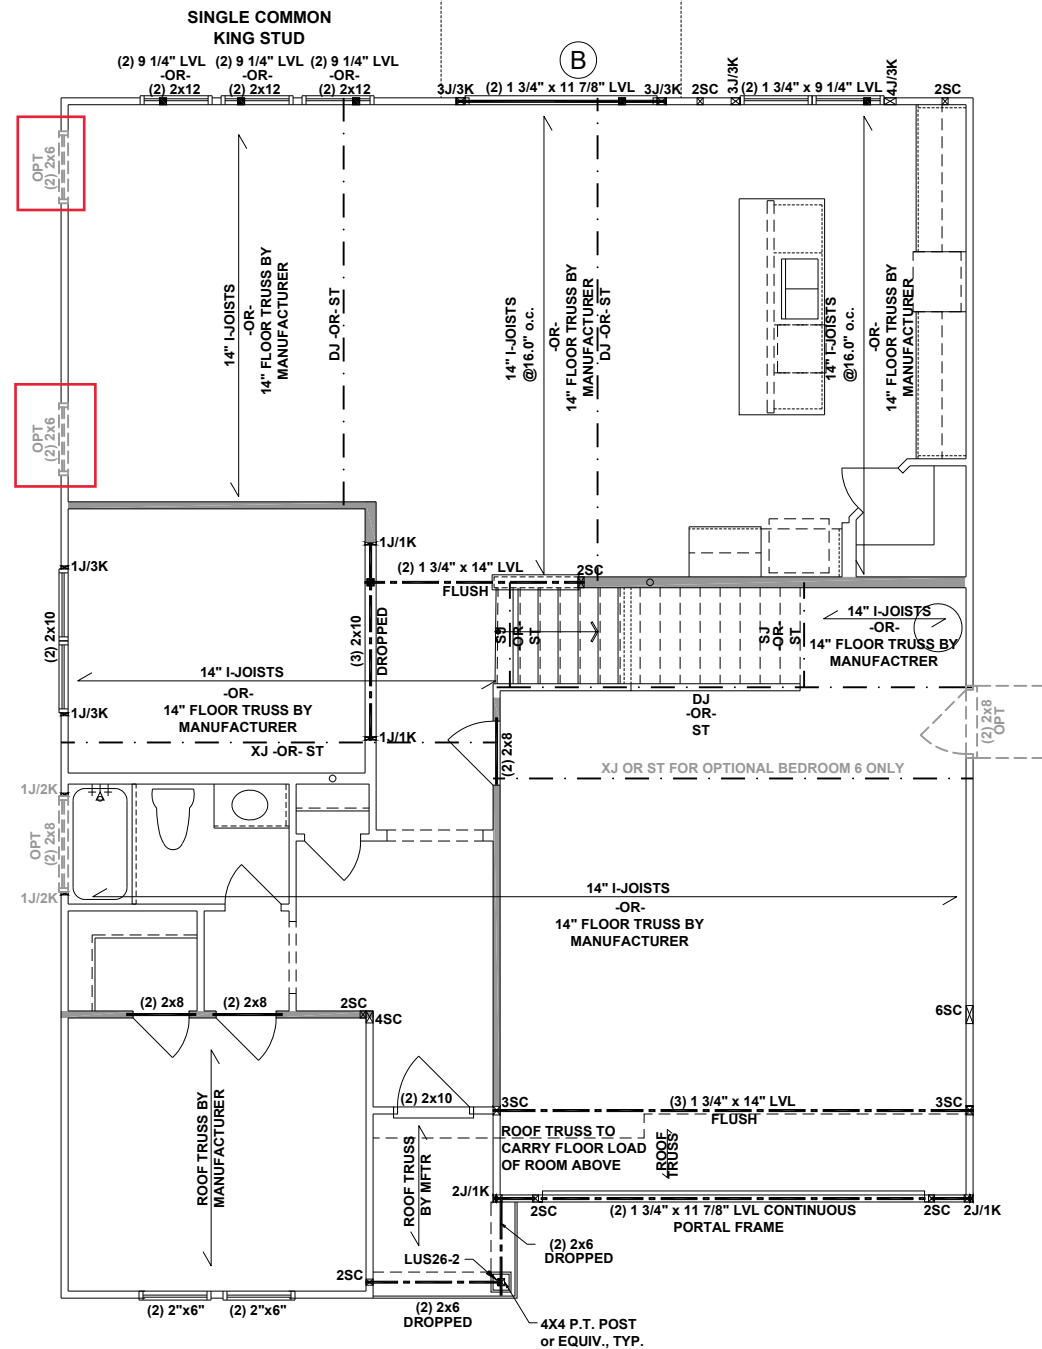 SINGLE COMMON
KING STUD
(2) 9 1/4" LVL
-OR-
(2) 2x12
(2) 9 1/4" LVL
-OR-
(2) 2x12
(2) 9 1/4" LVL
-OR-
(2) 2x12
B
3J/3K
(2) 1 3/4" x 11 7/8" LVL
3J/3K
2SC
3J/3K
(2) 1 3/4" x 9 1/4" LVL
4J/3K
2SC
OPT
(2) 2x6
OPT
(2) 2x6
14" I-JOISTS
-OR-
14" FLOOR TRUSS BY
MANUFACTURER
DJ -OR- ST
14" I-JOISTS
@16.0" o.c.
-OR-
14" FLOOR TRUSS BY
MANUFACTURER
DJ -OR- ST
14" I-JOISTS
@16.0" o.c.
-OR-
14" FLOOR TRUSS BY
MANUFACTURER
1J/1K
(2) 1 3/4" x 14" LVL
FLUSH
2SC
1J/3K
(2) 2x10
1J/3K
(3) 2x10
DROPPED
1J/1K
14" I-JOISTS
-OR-
14" FLOOR TRUSS BY
MANUFACTURER
XJ -OR- ST
SJ
-OR-
ST
SJ
-OR-
ST
14" I-JOISTS
-OR-
14" FLOOR TRUSS BY
MANUFACTRER
DJ
-OR-
ST
(2) 2x8
OPT
(2) 2x8
XJ OR ST FOR OPTIONAL BEDROOM 6 ONLY
1J/2K
OPT
(2) 2x8
1J/2K
14" I-JOISTS
-OR-
14" FLOOR TRUSS BY
MANUFACTURER
(2) 2x8
(2) 2x8
2SC
4SC
6SC
(2) 2x10
3SC
(3) 1 3/4" x 14" LVL
FLUSH
3SC
ROOF TRUSS BY
MANUFACTURER
ROOF TRUSS
BY MFTR
ROOF TRUSS TO
CARRY FLOOR LOAD
OF ROOM ABOVE
ROOF
TRUSS
2J/1K
2SC
(2) 1 3/4" x 11 7/8" LVL CONTINUOUS
PORTAL FRAME
2SC
2J/1K
(2) 2x6
DROPPED
LUS26-2
2SC
(2) 2"x6"
(2) 2"x6"
(2) 2x6
DROPPED
4X4 P.T. POST
or EQUIV., TYP.